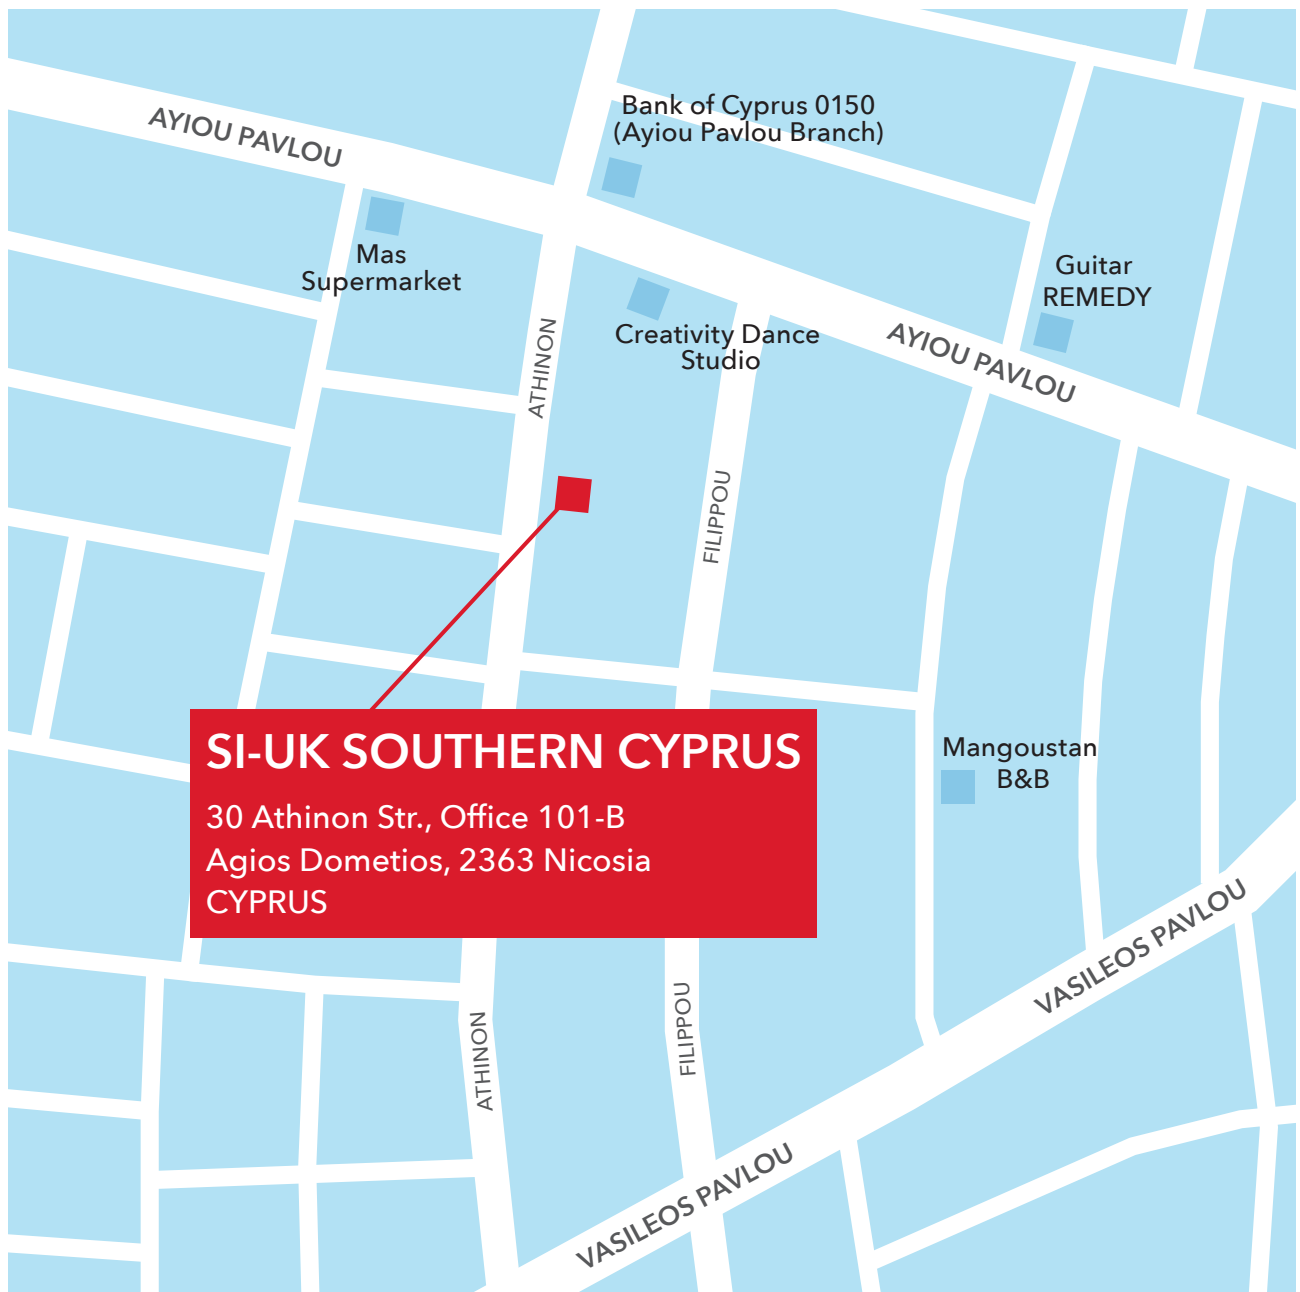 Bank of Cyprus 0150
(Ayiou Pavlou Branch)
AYIOU PAVLOU
Mas
Supermarket
Guitar
REMEDY
Creativity Dance
Studio
ATHINON
AYIOU PAVLOU
FILIPPOU
SI-UK SOUTHERN CYPRUS
30 Athinon Str., Office 101-B
Agios Dometios, 2363 Nicosia
CYPRUS
Mangoustan
B&B
VASILEOS PAVLOU
ATHINON
FILIPPOU
VASILEOS PAVLOU